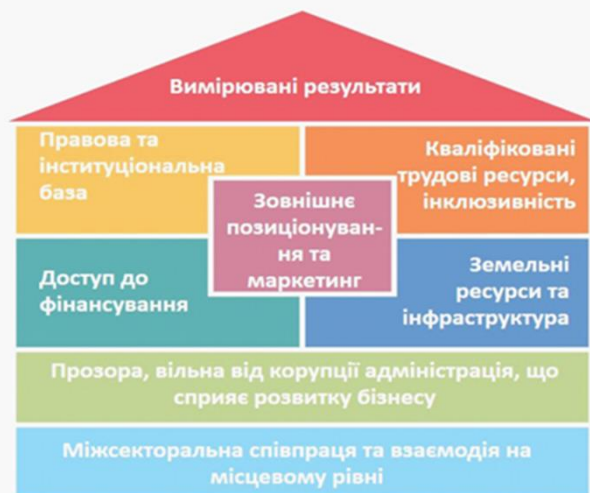 Вимірювані результати
Правова та
інституціональна
база
Кваліфіковані
трудові ресурси,
інклюзивність
Зовнішнє
позиціонуван-
ня та
маркетинг
Доступ до
фінансування
Земельні
ресурси та
інфраструктура
Прозора, вільна від корупції адміністрація, що
сприяє розвитку бізнесу
Міжсекторальна співпраця та взаємодія на
місцевому рівні